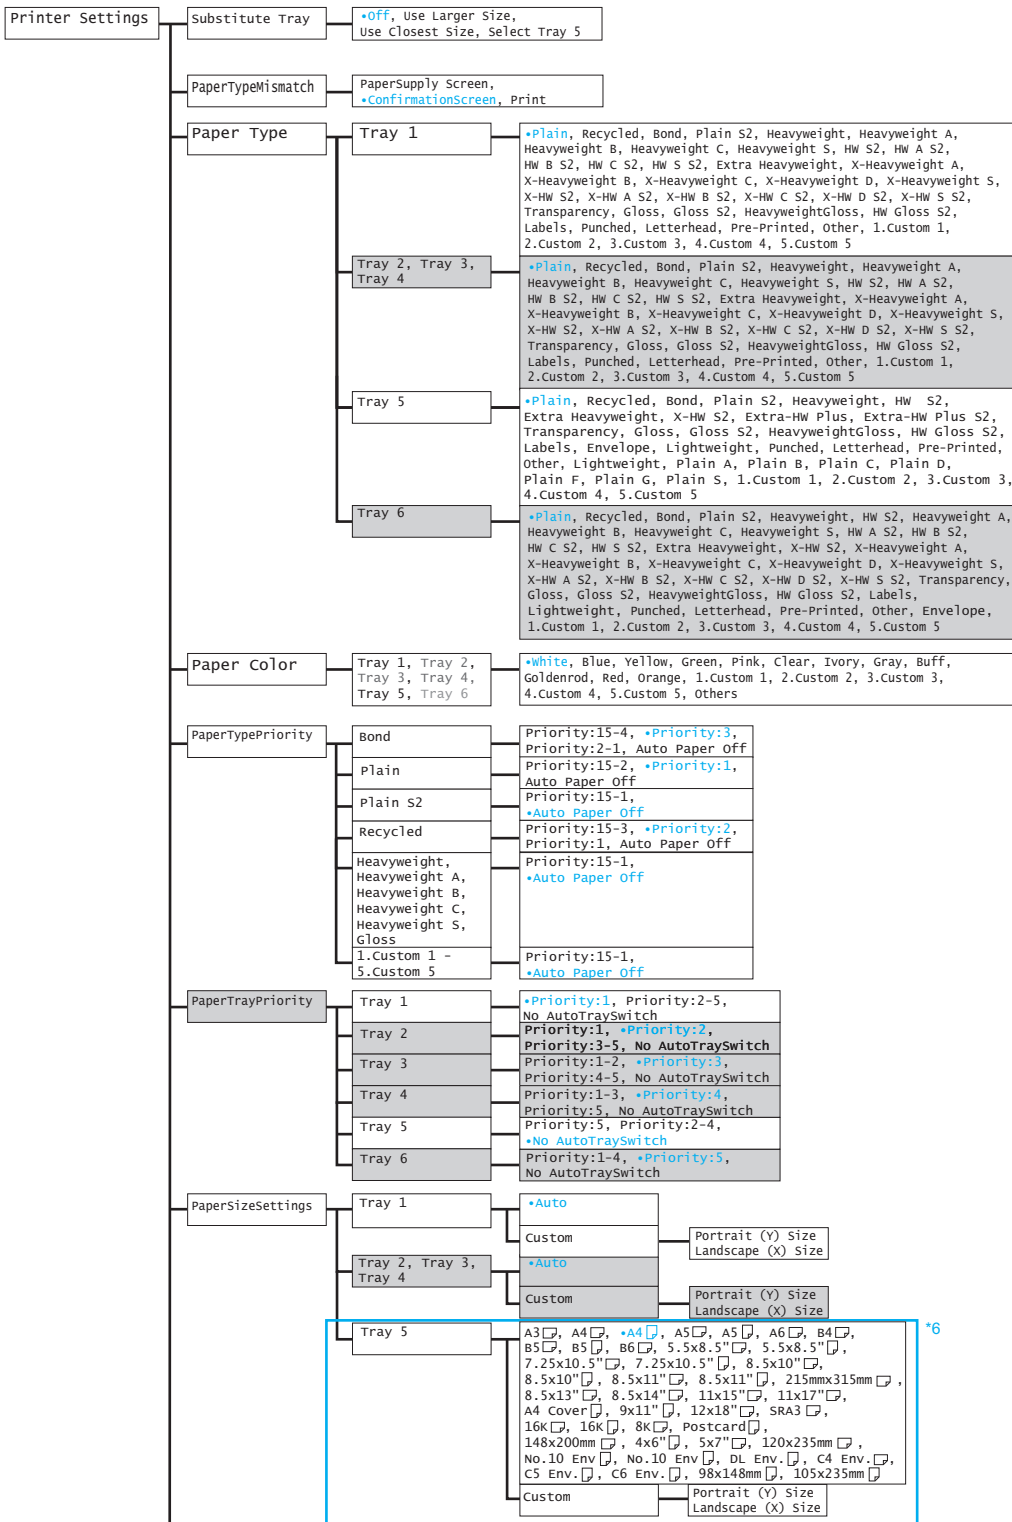 Printer Settings
Substitute Tray
•Off, Use Larger Size,
Use Closest Size, Select Tray 5
PaperTypeMismatch
PaperSupply Screen,
•ConfirmationScreen, Print
Paper Type
Tray 1
•Plain, Recycled, Bond, Plain S2, Heavyweight, Heavyweight A,
Heavyweight B, Heavyweight C, Heavyweight S, HW S2, HW A S2,
HW B S2, HW C S2, HW S S2, Extra Heavyweight, X-Heavyweight A,
X-Heavyweight B, X-Heavyweight C, X-Heavyweight D, X-Heavyweight S,
X-HW S2, X-HW A S2, X-HW B S2, X-HW C S2, X-HW D S2, X-HW S S2,
Transparency, Gloss, Gloss S2, HeavyweightGloss, HW Gloss S2,
Labels, Punched, Letterhead, Pre-Printed, Other, 1.Custom 1,
2.Custom 2, 3.Custom 3, 4.Custom 4, 5.Custom 5
Tray 2, Tray 3,
Tray 4
•Plain, Recycled, Bond, Plain S2, Heavyweight, Heavyweight A,
Heavyweight B, Heavyweight C, Heavyweight S, HW S2, HW A S2,
HW B S2, HW C S2, HW S S2, Extra Heavyweight, X-Heavyweight A,
X-Heavyweight B, X-Heavyweight C, X-Heavyweight D, X-Heavyweight S,
X-HW S2, X-HW A S2, X-HW B S2, X-HW C S2, X-HW D S2, X-HW S S2,
Transparency, Gloss, Gloss S2, HeavyweightGloss, HW Gloss S2,
Labels, Punched, Letterhead, Pre-Printed, Other, 1.Custom 1,
2.Custom 2, 3.Custom 3, 4.Custom 4, 5.Custom 5
Tray 5
•Plain, Recycled, Bond, Plain S2, Heavyweight, HW S2,
Extra Heavyweight, X-HW S2, Extra-HW Plus, Extra-HW Plus S2,
Transparency, Gloss, Gloss S2, HeavyweightGloss, HW Gloss S2,
Labels, Envelope, Lightweight, Punched, Letterhead, Pre-Printed,
Other, Lightweight, Plain A, Plain B, Plain C, Plain D,
Plain F, Plain G, Plain S, 1.Custom 1, 2.Custom 2, 3.Custom 3,
4.Custom 4, 5.Custom 5
Tray 6
•Plain, Recycled, Bond, Plain S2, Heavyweight, HW S2, Heavyweight A,
Heavyweight B, Heavyweight C, Heavyweight S, HW A S2, HW B S2,
HW C S2, HW S S2, Extra Heavyweight, X-HW S2, X-Heavyweight A,
X-Heavyweight B, X-Heavyweight C, X-Heavyweight D, X-Heavyweight S,
X-HW A S2, X-HW B S2, X-HW C S2, X-HW D S2, X-HW S S2, Transparency,
Gloss, Gloss S2, HeavyweightGloss, HW Gloss S2, Labels,
Lightweight, Punched, Letterhead, Pre-Printed, Other, Envelope,
1.Custom 1, 2.Custom 2, 3.Custom 3, 4.Custom 4, 5.Custom 5
Paper Color
Tray 1, Tray 2,
Tray 3, Tray 4,
Tray 5, Tray 6
•White, Blue, Yellow, Green, Pink, Clear, Ivory, Gray, Buff,
Goldenrod, Red, Orange, 1.Custom 1, 2.Custom 2, 3.Custom 3,
4.Custom 4, 5.Custom 5, Others
PaperTypePriority
Bond
Priority:15-4, •Priority:3,
Priority:2-1, Auto Paper Off
Plain
Priority:15-2, •Priority:1,
Auto Paper Off
Plain S2
Priority:15-1,
•Auto Paper Off
Recycled
Priority:15-3, •Priority:2,
Priority:1, Auto Paper Off
Heavyweight,
Heavyweight A,
Heavyweight B,
Heavyweight C,
Heavyweight S,
Gloss
Priority:15-1,
•Auto Paper Off
1.Custom 1 -
5.Custom 5
Priority:15-1,
•Auto Paper Off
PaperTrayPriority
Tray 1
•Priority:1, Priority:2-5,
No AutoTraySwitch
Tray 2
Priority:1, •Priority:2,
Priority:3-5, No AutoTraySwitch
Tray 3
Priority:1-2, •Priority:3,
Priority:4-5, No AutoTraySwitch
Tray 4
Priority:1-3, •Priority:4,
Priority:5, No AutoTraySwitch
Tray 5
Priority:5, Priority:2-4,
•No AutoTraySwitch
Tray 6
Priority:1-4, •Priority:5,
No AutoTraySwitch
PaperSizeSettings
Tray 1
•Auto
Custom
Portrait (Y) Size
Landscape (X) Size
Tray 2, Tray 3,
Tray 4
•Auto
Custom
Portrait (Y) Size
Landscape (X) Size
*6
Tray 5
A3, A4, •A4, A5, A5, A6, B4,
B5, B5, B6, 5.5x8.5", 5.5x8.5",
7.25x10.5", 7.25x10.5", 8.5x10",
8.5x10", 8.5x11", 8.5x11", 215mmx315mm,
8.5x13", 8.5x14", 11x15", 11x17",
A4 Cover, 9x11", 12x18", SRA3,
16K, 16K, 8K, Postcard,
148x200mm, 4x6", 5x7", 120x235mm,
No.10 Env, No.10 Env, DL Env., C4 Env.,
C5 Env., C6 Env., 98x148mm, 105x235mm
Custom
Portrait (Y) Size
Landscape (X) Size